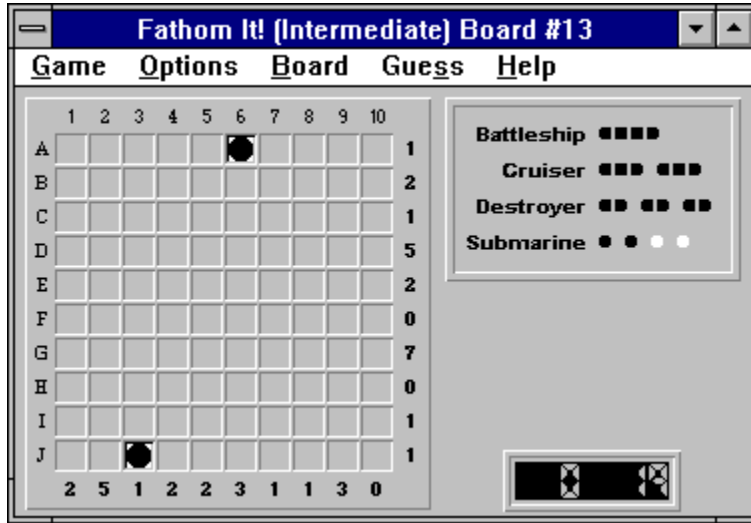 Fathom It! (Intermediate) Board #13
Game Options Board Guess Help
1 2 3 4 5 6 7 8 9 10
A 1
B 2
C 1
D 5
E 2
F 0
G 7
H 0
I 1
J 1
2 5 1 2 2 3 1 1 3 0
Battleship
Cruiser
Destroyer
Submarine